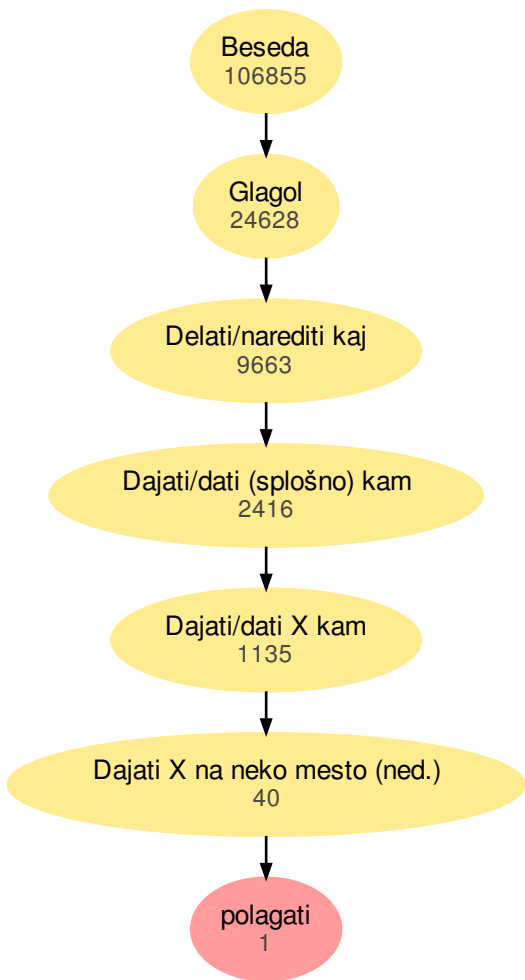 Beseda
106855
Glagol
24628
Delati/narediti kaj
9663
Dajati/dati (splošno) kam
2416
Dajati/dati X kam
1135
Dajati X na neko mesto (ned.)
40
polagati
1